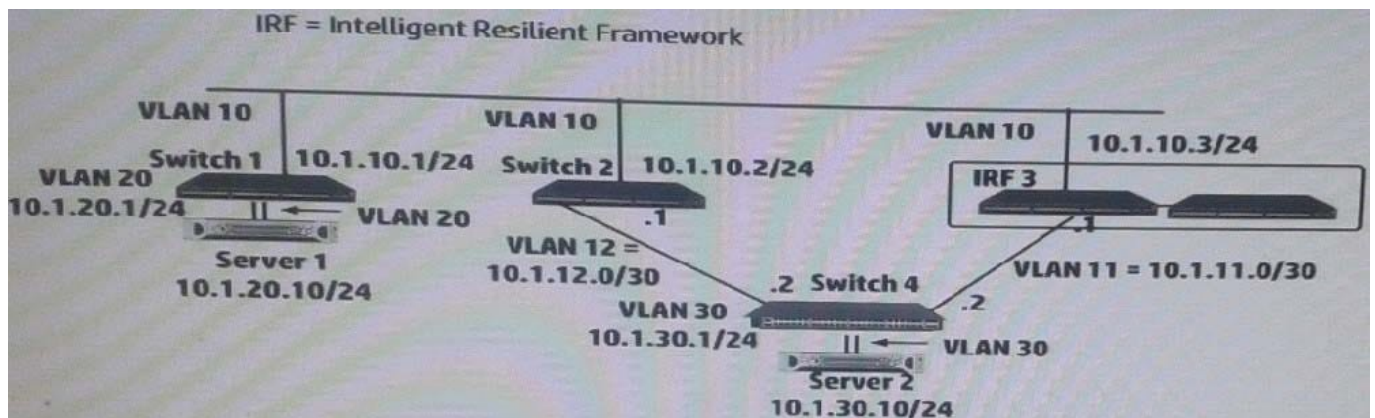 IRF = Intelligent Resilient Framework
VLAN 10
VLAN 10
VLAN 10
Switch 1
10.1.10.1/24
Switch 2
10.1.10.2/24
10.1.10.3/24
IRF 3
VLAN 20
10.1.20.1/24
VLAN 20
.1
.1
Server 1
10.1.20.10/24
VLAN 12 =
10.1.12.0/30
VLAN 11 = 10.1.11.0/30
.2
Switch 4
.2
VLAN 30
10.1.30.1/24
VLAN 30
Server 2
10.1.30.10/24